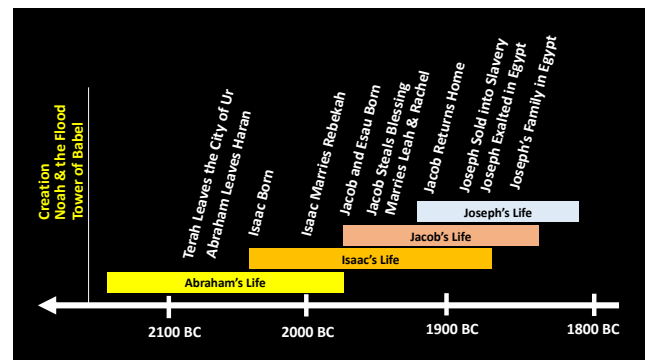 Creation
Noah & the Flood
Tower of Babel
Terah Leaves the City of Ur
Abraham Leaves Haran
Isaac Born
Isaac Marries Rebekah
Jacob and Esau Born
Jacob Steals Blessing
Marries Leah & Rachel
Jacob Returns Home
Joseph Sold into Slavery
Joseph Exalted in Egypt
Joseph's Family in Egypt
Joseph's Life
Jacob's Life
Isaac's Life
Abraham's Life
2100 BC
2000 BC
1900 BC
1800 BC